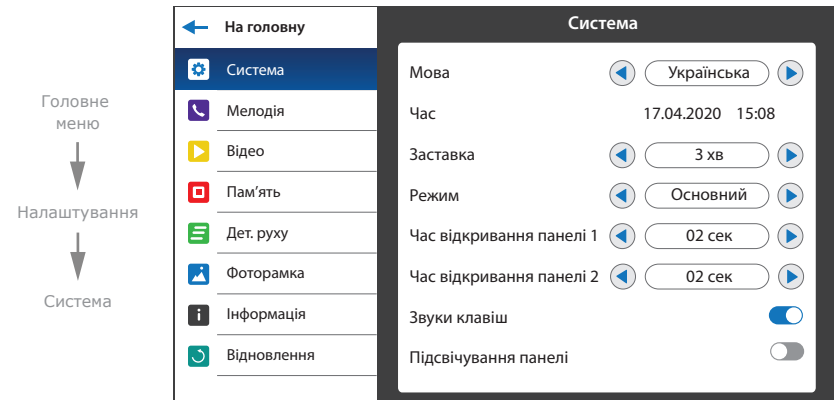 Головне
меню
Налаштування
Система
На головну
Система
Мелодія
Відео
Пам'ять
Дет. руху
Фоторамка
Інформація
Відновлення
Система
Мова Українська
Час 17.04.2020 15:08
Заставка 3 хв
Режим Основний
Час відкривання панелі 1 02 сек
Час відкривання панелі 2 02 сек
Звуки клавіш
Підсвічування панелі